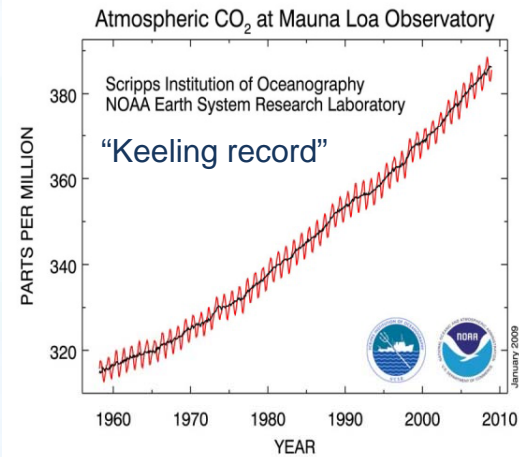 Atmospheric CO₂ at Mauna Loa Observatory
Scripps Institution of Oceanography
NOAA Earth System Research Laboratory
“Keeling record”
PARTS PER MILLION
380
360
340
320
NOAA
January 2009
1960 1970 1980 1990 2000 2010
YEAR